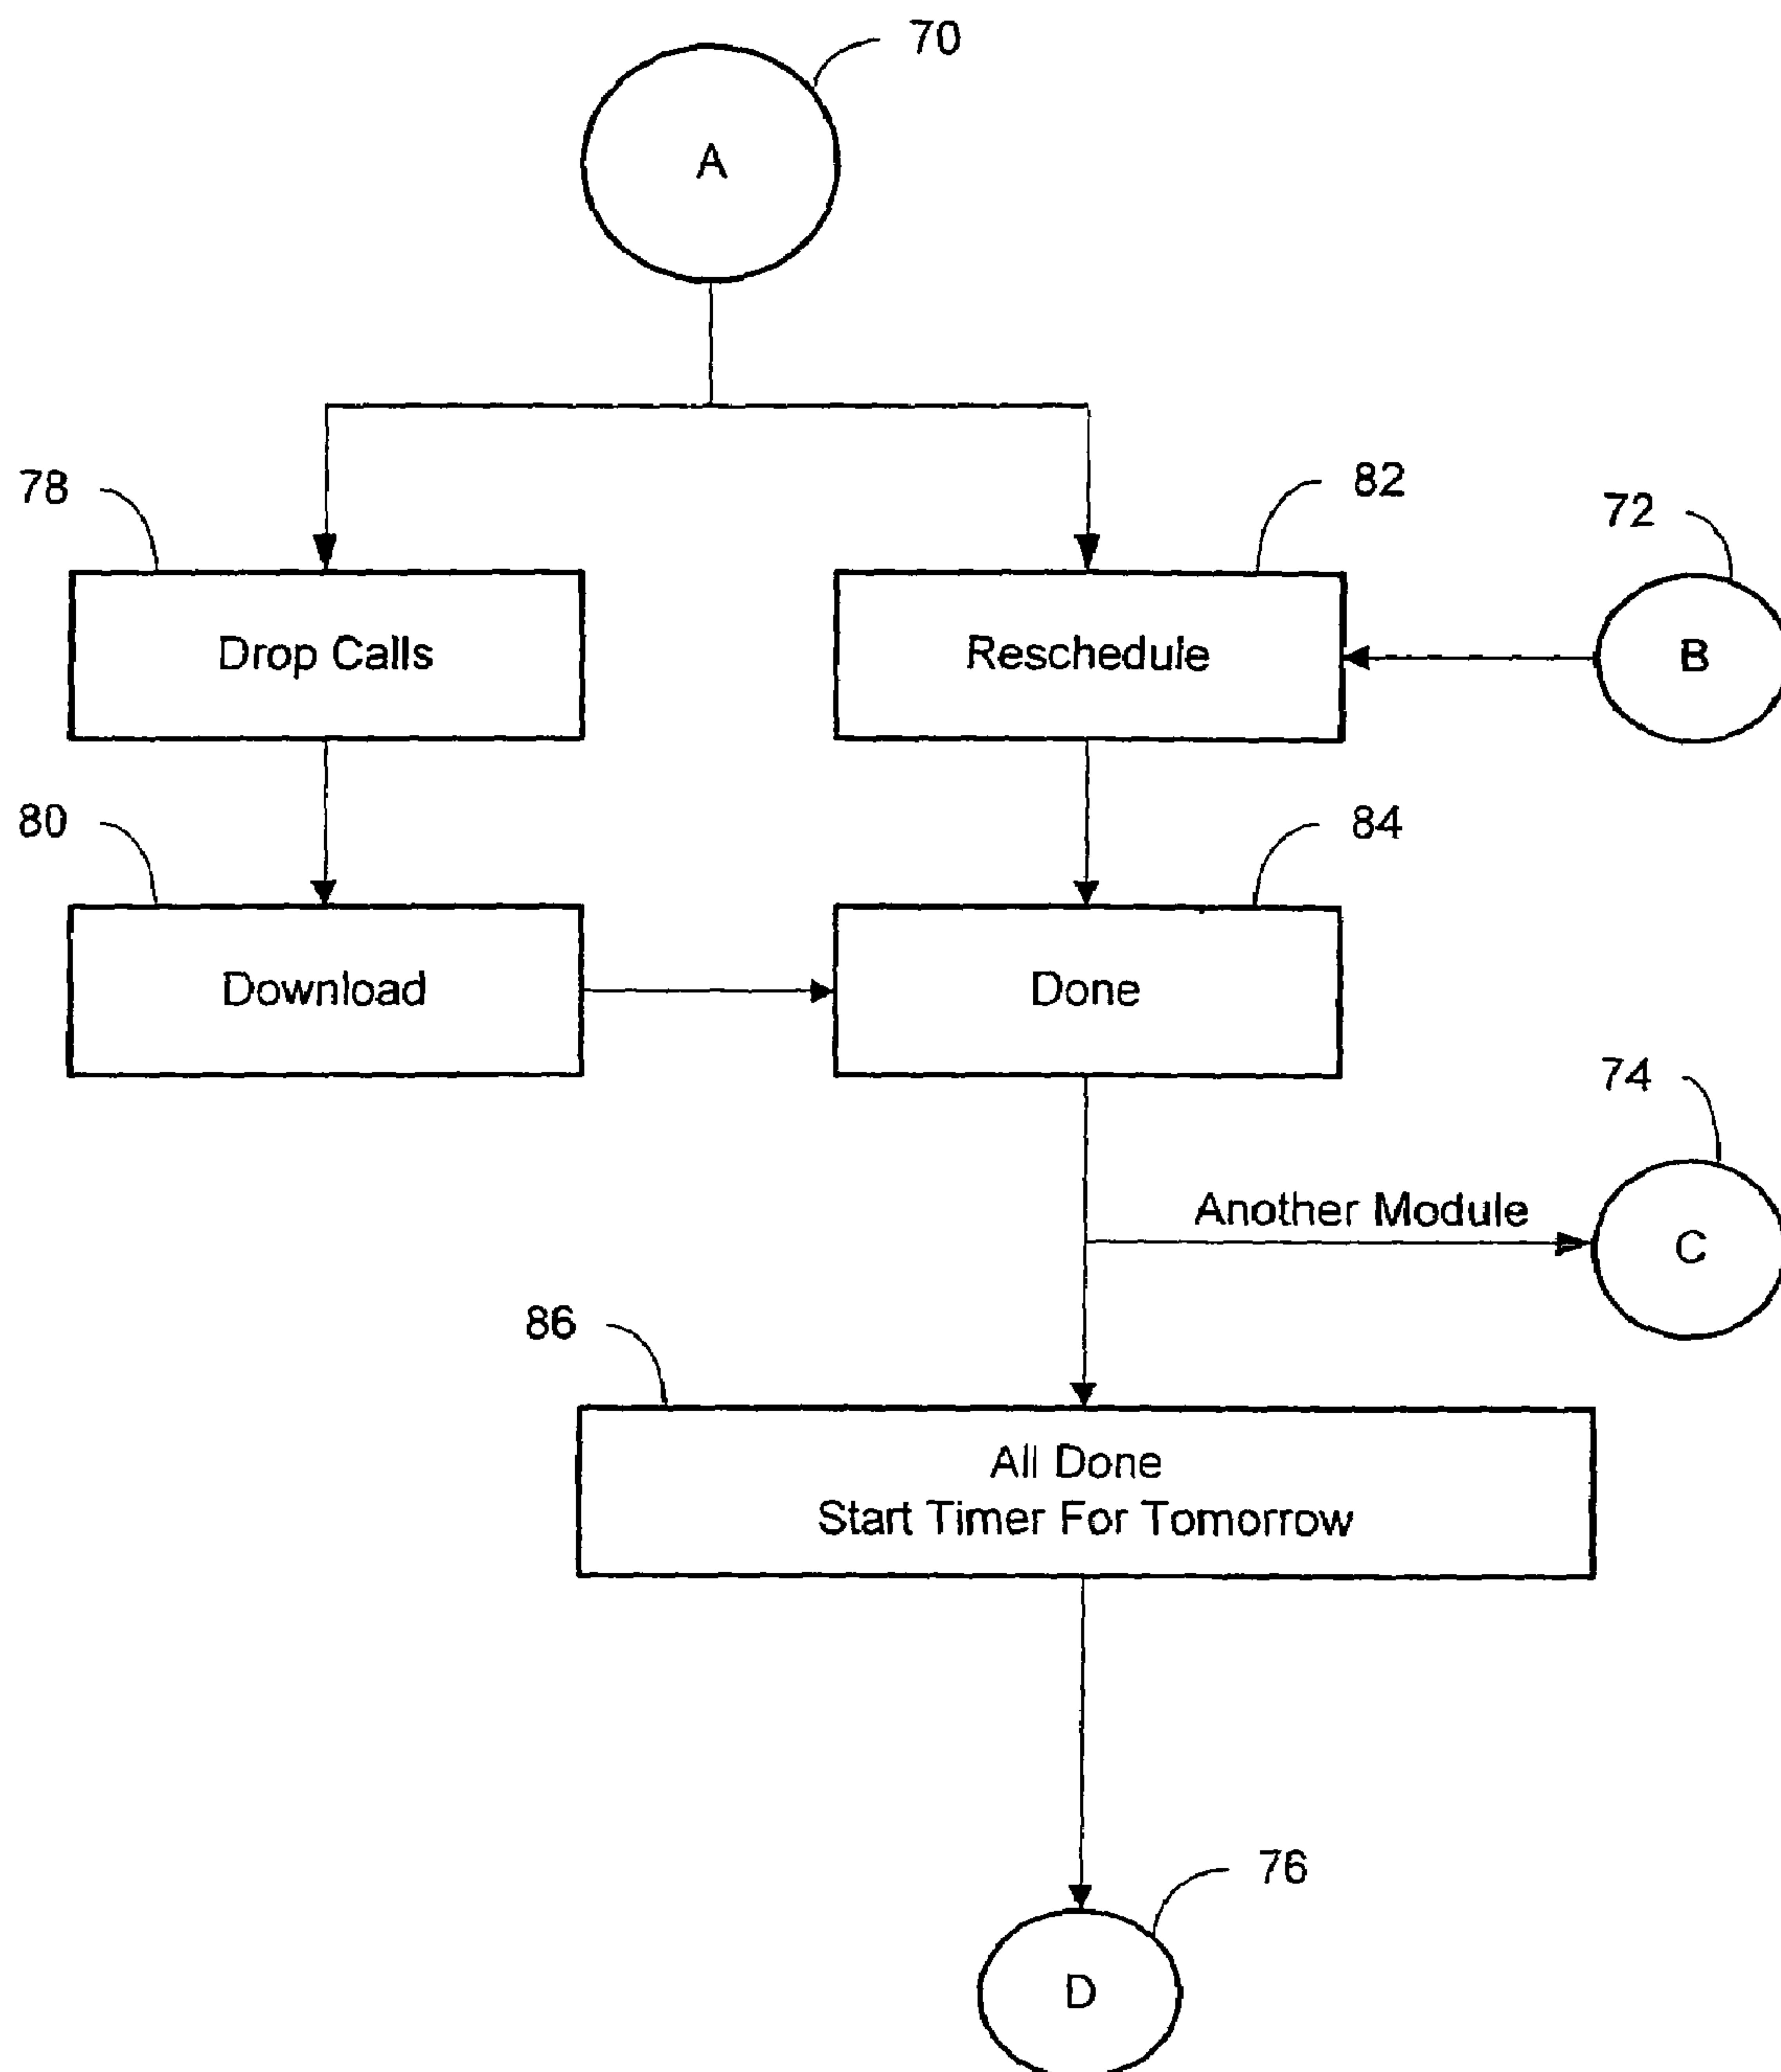 70
A
78
82
72
Drop Calls
Reschedule
B
80
84
Download
Done
74
Another Module
C
86
All Done
Start Timer For Tomorrow
76
D